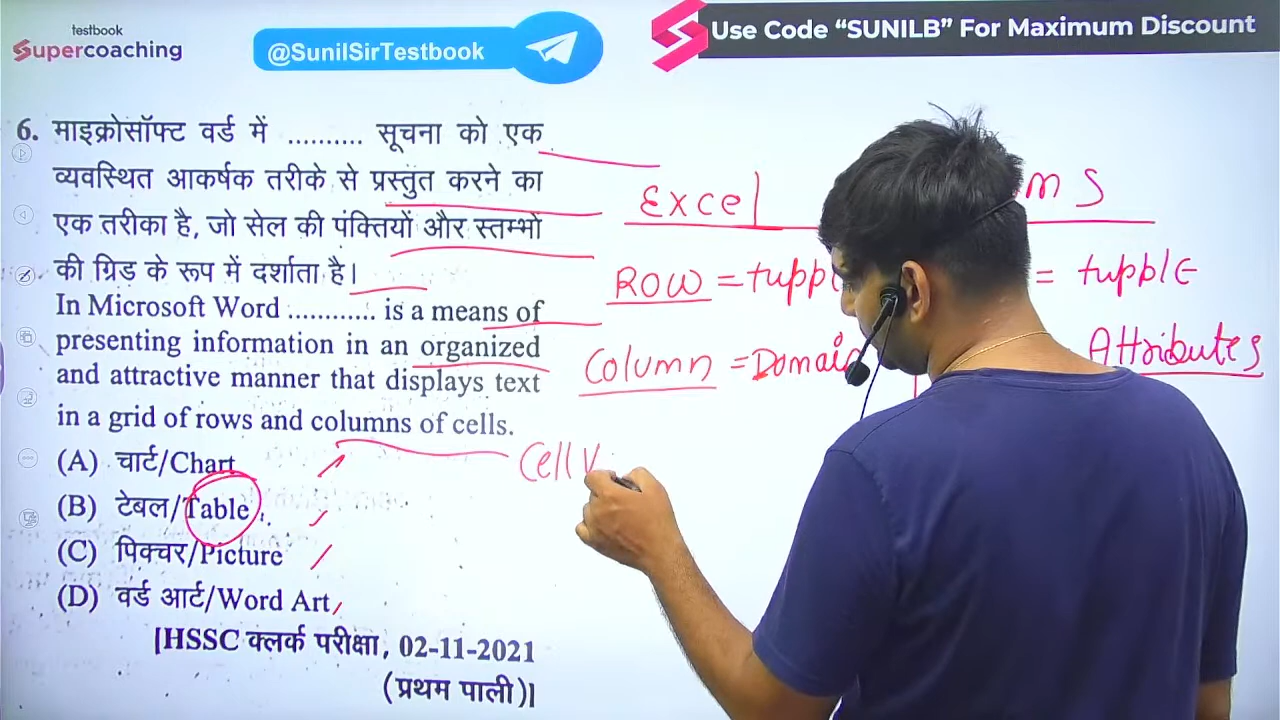 testbook
Supercoaching
@SunilSirTestbook
Use Code “SUNILB” For Maximum Discount
6. माइक्रोसॉफ्ट वर्ड में .......... सूचना को एक
व्यवस्थित आकर्षक तरीके से प्रस्तुत करने का
एक तरीका है, जो सेल की पंक्तियों और स्तम्भो
की ग्रिड के रूप में दर्शाता है।
In Microsoft Word ............ is a means of
presenting information in an organized
and attractive manner that displays text
in a grid of rows and columns of cells.
(A) चार्ट/Chart
(B) टेबल/Table
(C) पिक्चर/Picture
(D) वर्ड आर्ट/Word Art
[HSSC क्लर्क परीक्षा, 02-11-2021
(प्रथम पाली)]
Excel
ROW = tuppl
= tupple
Column = Domai
Attributes
Cell